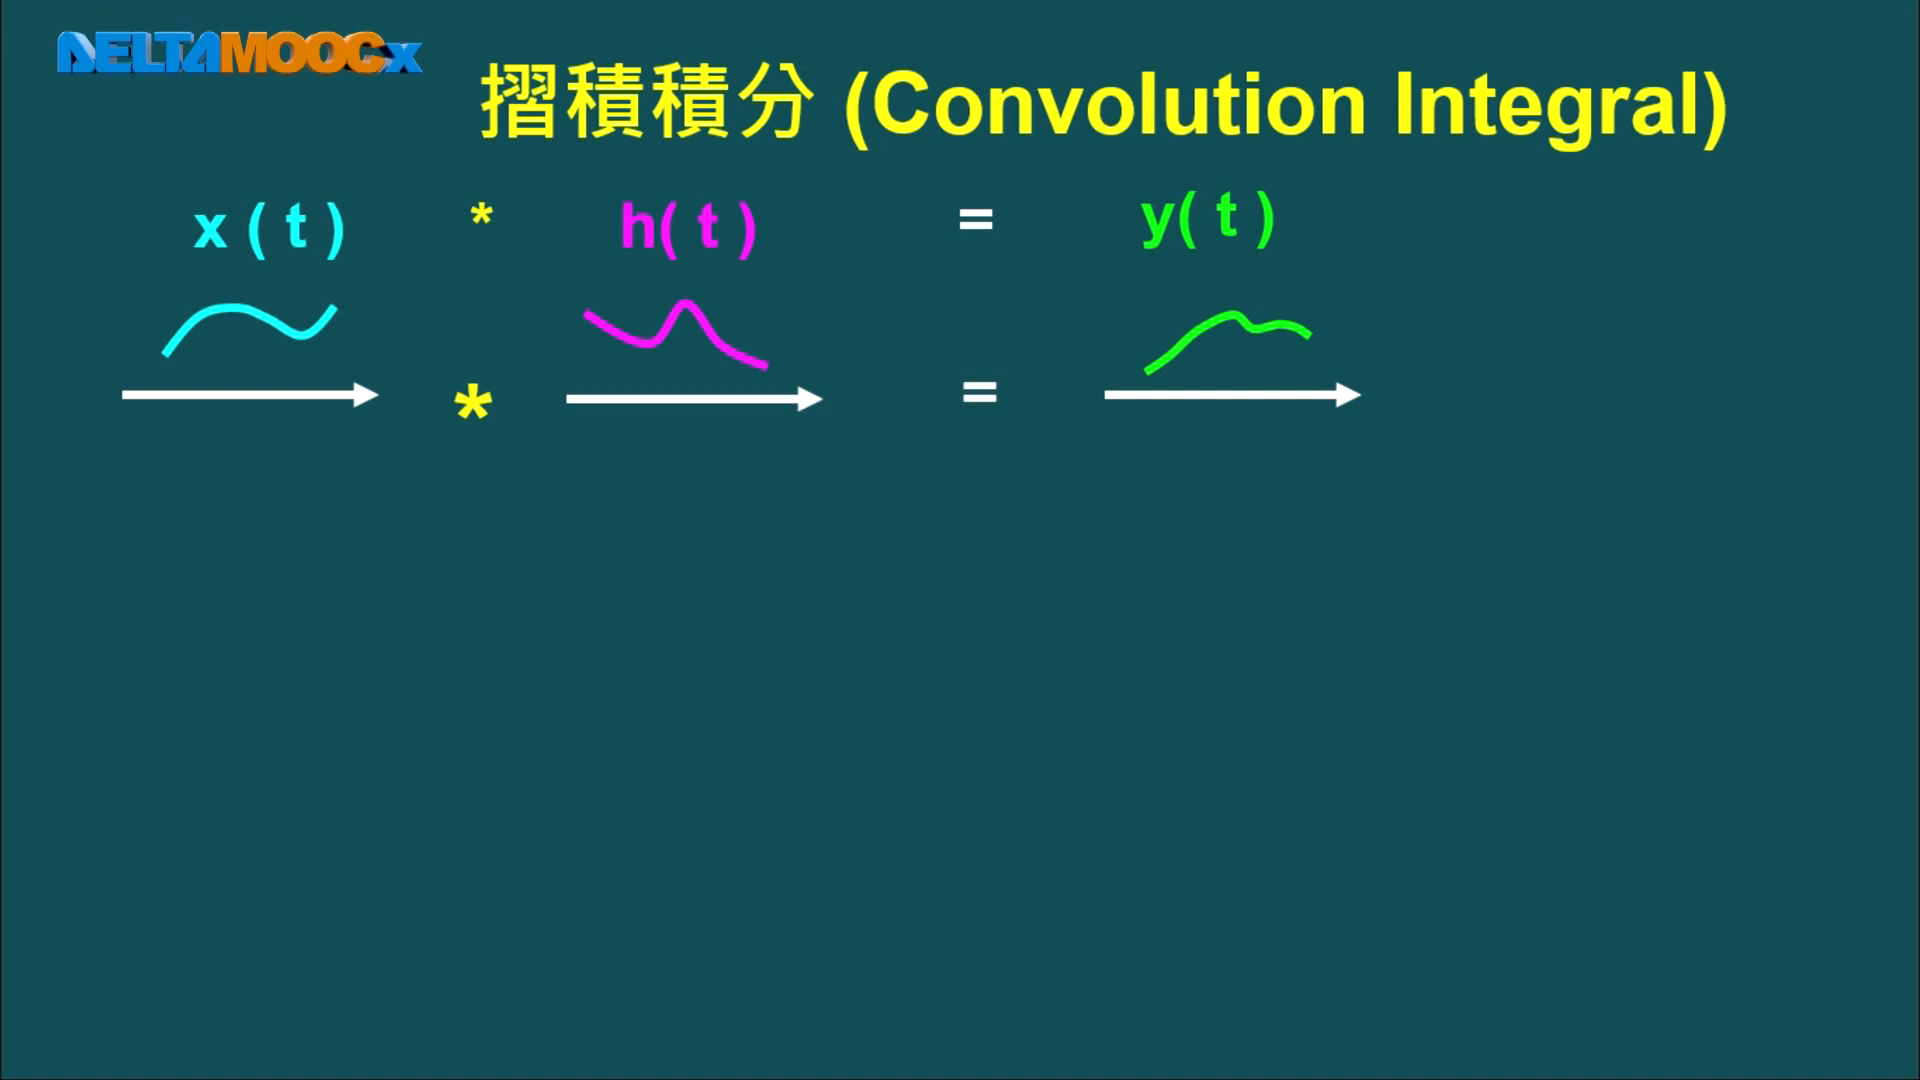 DELTAMOOCx
摺積積分 (Convolution Integral)
x ( t ) * h( t ) = y( t )
* =